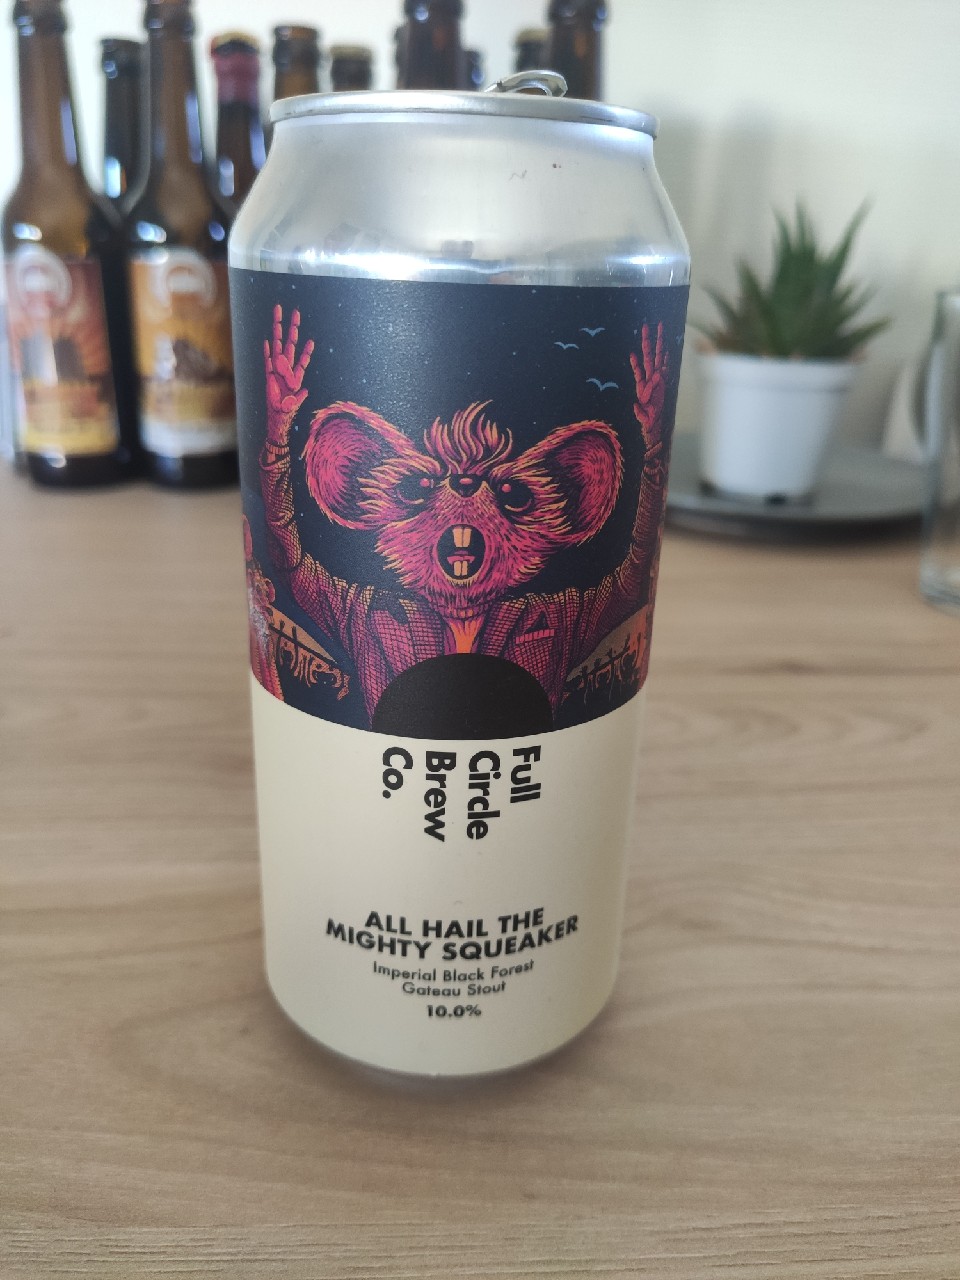 Full
Circle
Brew
Co.
ALL HAIL THE
MIGHTY SQUEAKER
Imperial Black Forest
Gateau Stout
10.0%